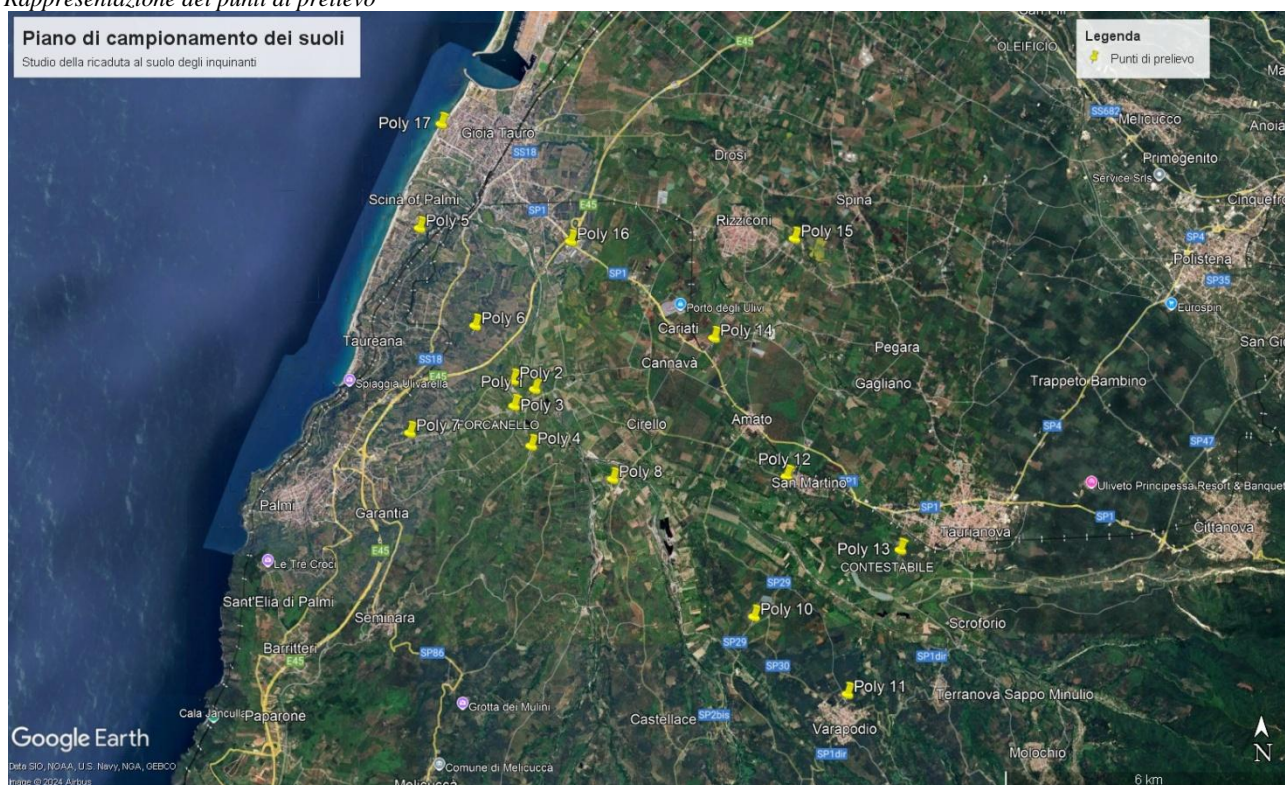 Rappresentazione dei punti di prelievo
Piano di campionamento dei suoli
Studio della ricaduta al suolo degli inquinanti
Legenda
Punti di prelievo
E45
OLEIFICIO
SS682
Melicucco
Anoia
Poly 17
Gioia Tauro
SS18
Drosi
Primogenito
Service Srls
Cinquefro
Scina of Palmi
Spina
Poly 5
SP1
E45
Rizziconi
Poly 15
Poly 16
SP4
Polistena
SP35
SP1
Porto degli Ulivi
Eurospin
Poly 6
Cariati
Poly 14
Taureana
San Gio
Pegara
SS18
Cannavà
E45
Poly 2
Gagliano
Trappeto Bambino
Spiaggia Ulivarella
Poly 1
Poly 3
Poly 7
FORCANELLO
Cirello
Amato
SP4
Poly 4
SP47
Poly 8
Poly 12
San Martino
SP1
Uliveto Principessa Resort & Banquet
Palmi
Garantia
SP1
Taurianova
SP1
Cittanova
E45
Poly 13
CONTESTABILE
Le Tre Croci
SP29
Sant'Elia di Palmi
Poly 10
Seminara
Scroforio
Barritteri
SP86
SP29
SP1dir
E45
SP30
Poly 11
Terranova Sappo Minulio
Grotta dei Mulini
Cala Janculla
Paparone
Castellace
SP2bis
Varapodio
Google Earth
SP1dir
Molochio
N
Data SIO, NOAA, U.S. Navy, NGA, GEBCO
Comune di Melicuccà
6 km
Image © 2024 Airbus
Melicuccà